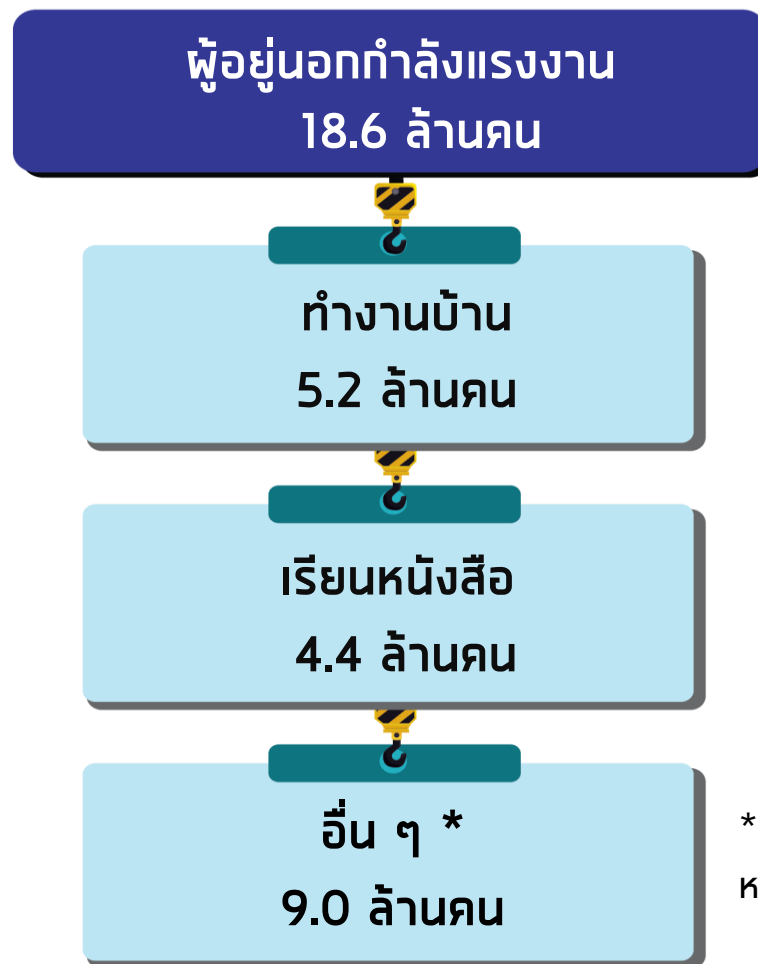 ผู้อยู่นอกกำลังแรงงาน
18.6 ล้านคน
ทำงานบ้าน
5.2 ล้านคน
เรียนหนังสือ
4.4 ล้านคน
อื่น ๆ *
9.0 ล้านคน
*
ห